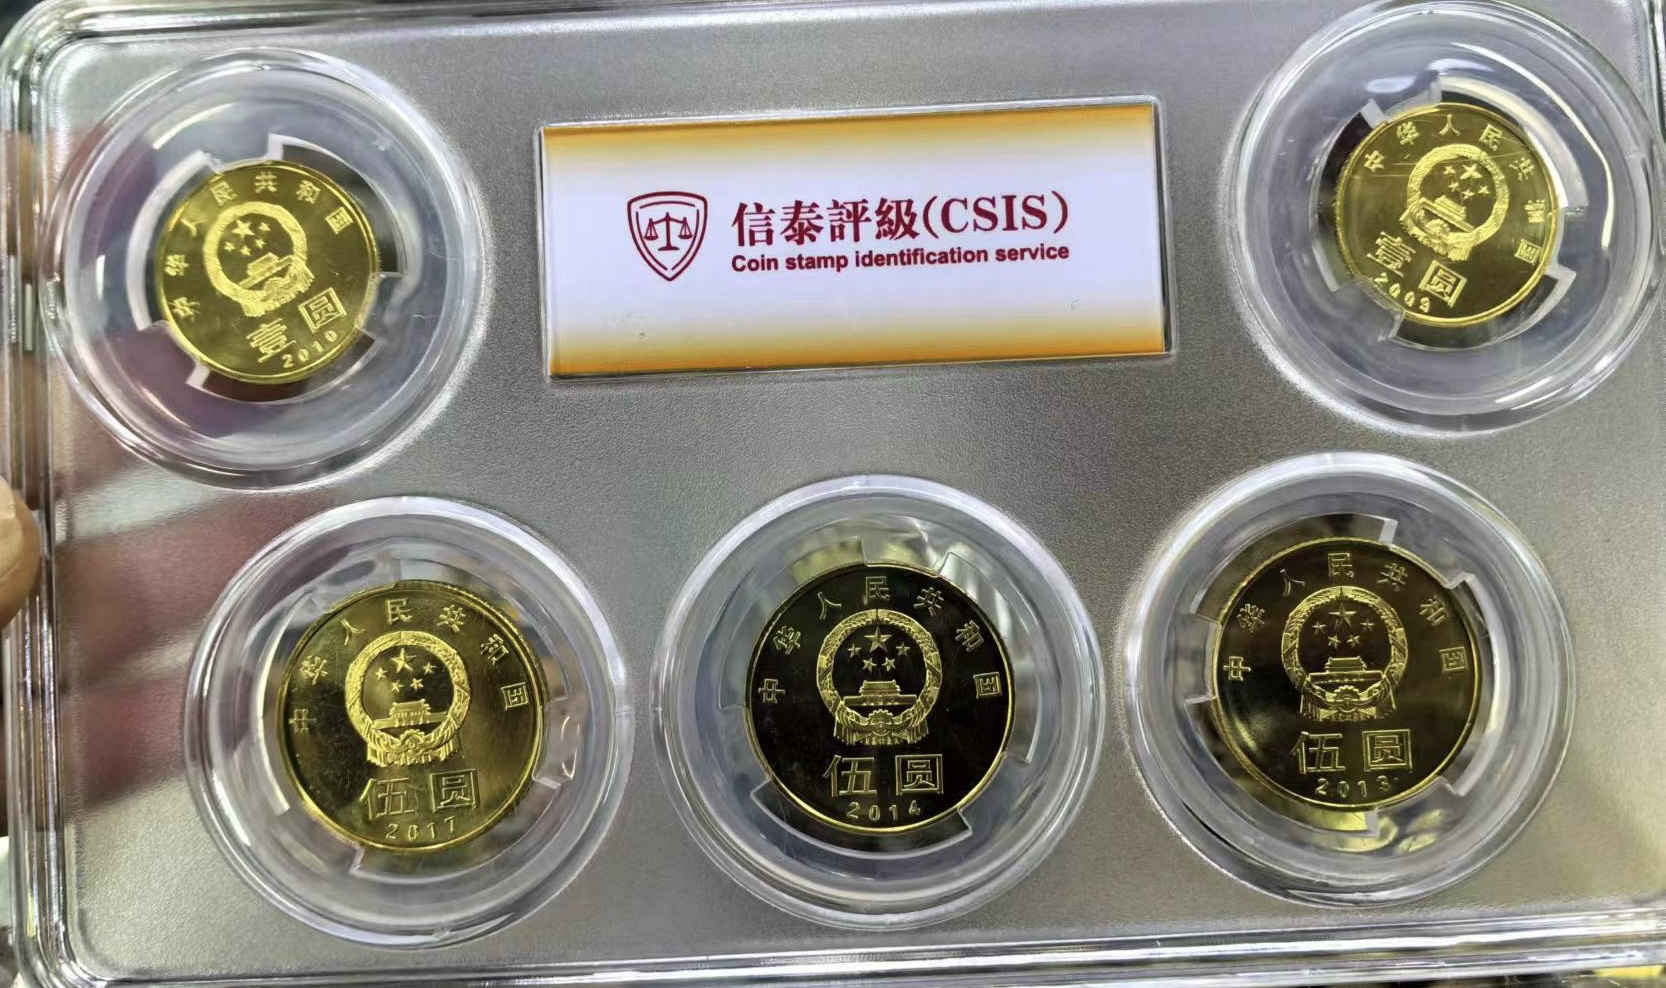 中华人民共和国
壹圆
2010
信泰評級(CSIS)
Coin stamp identification service
中华人民共和国
壹圆
2009
中华人民共和国
伍圆
2017
中华人民共和国
伍圆
2014
中华人民共和国
伍圆
2013